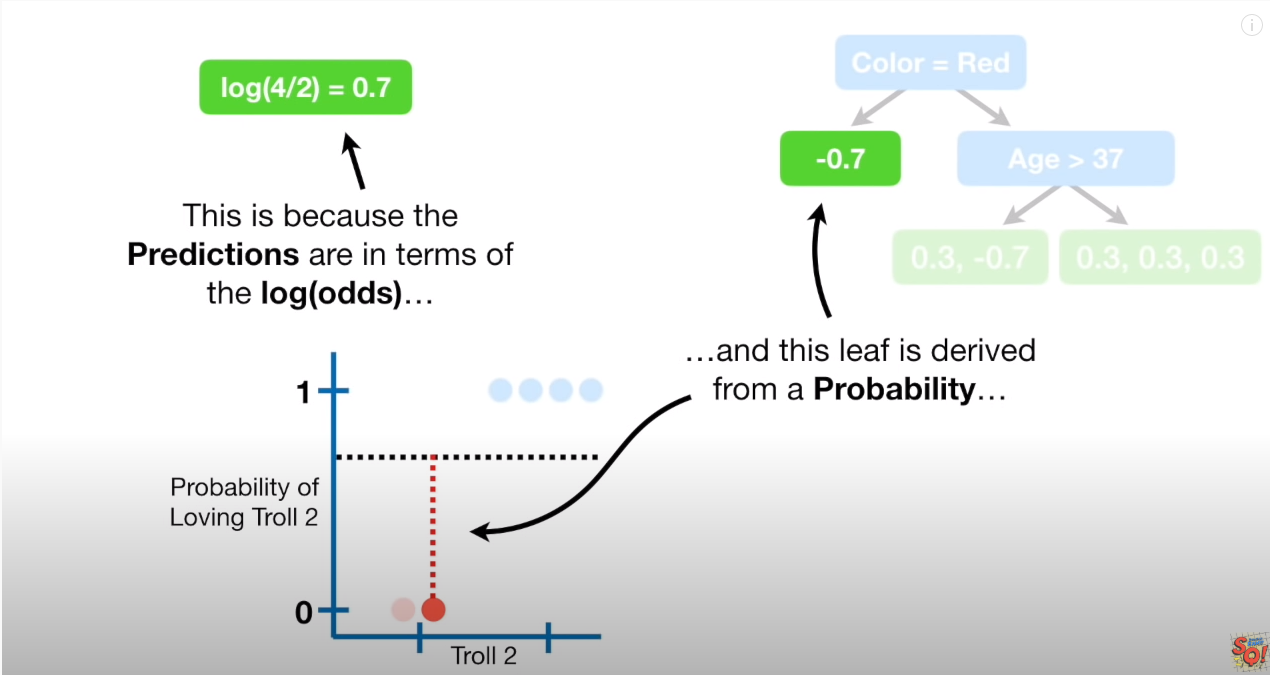 log(4/2) = 0.7
This is because the
Predictions are in terms of
the log(odds)…
Color = Red
-0.7
Age > 37
0.3, -0.7
0.3, 0.3, 0.3
…and this leaf is derived
from a Probability…
1
Probability of
Loving Troll 2
0
Troll 2
SQ!